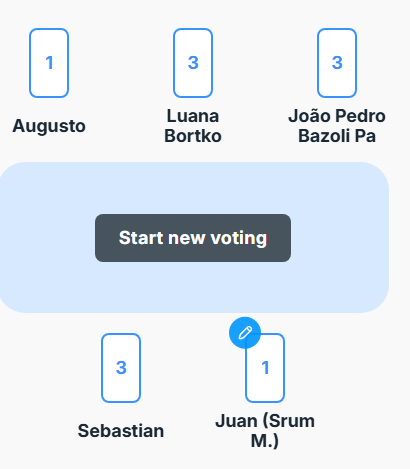 1
3
3
Augusto
Luana
Bortko
João Pedro
Bazoli Pa
Start new voting
3
1
Sebastian
Juan (Srum
M.)